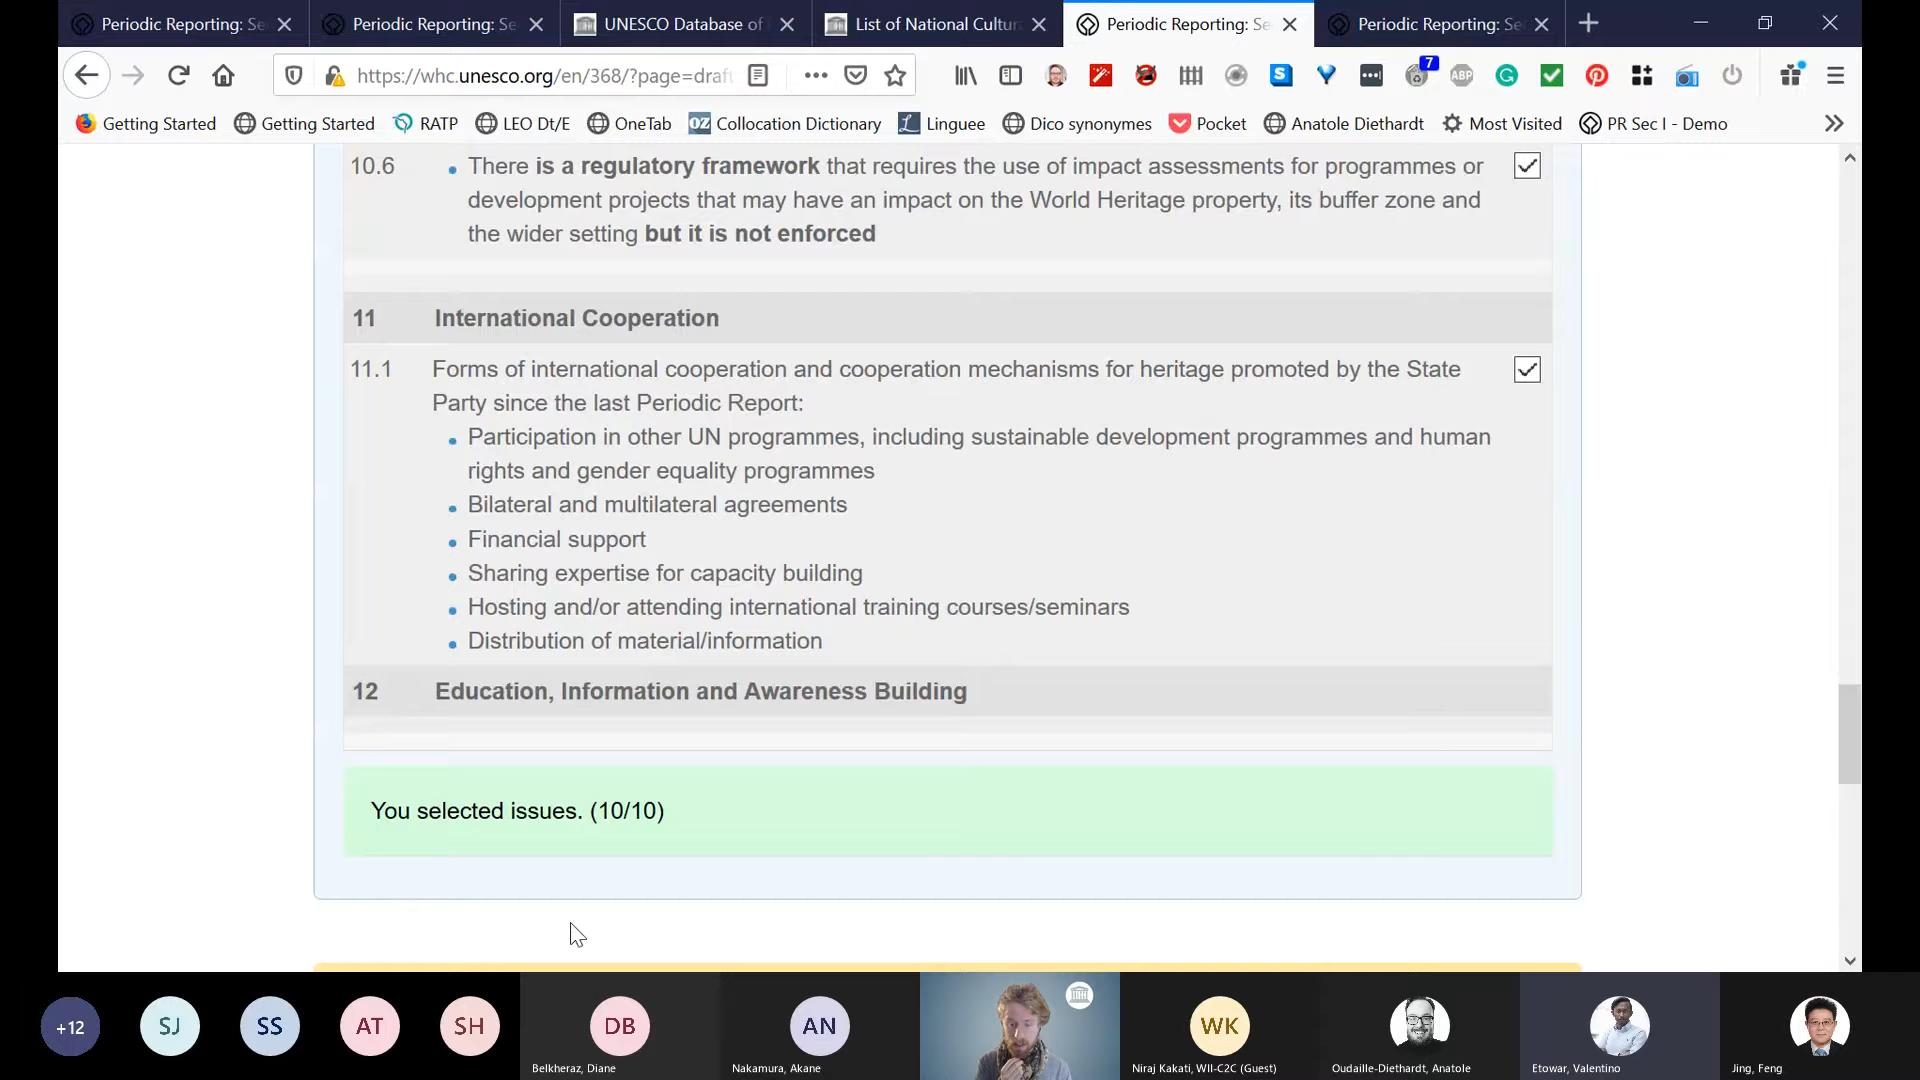 Periodic Reporting: Se
Periodic Reporting: Se
UNESCO Database of
List of National Cultur
Periodic Reporting: Se
Periodic Reporting: Se
https://whc.unesco.org/en/368/?page=draf
7
ABP
Getting Started
Getting Started
RATP
LEO Dt/E
OneTab
OZ
Collocation Dictionary
Linguee
Dico synonymes
Pocket
Anatole Diethardt
Most Visited
PR Sec I - Demo
10.6 There is a regulatory framework that requires the use of impact assessments for programmes or
development projects that may have an impact on the World Heritage property, its buffer zone and
the wider setting but it is not enforced
11 International Cooperation
11.1 Forms of international cooperation and cooperation mechanisms for heritage promoted by the State
Party since the last Periodic Report:
Participation in other UN programmes, including sustainable development programmes and human
rights and gender equality programmes
Bilateral and multilateral agreements
Financial support
Sharing expertise for capacity building
Hosting and/or attending international training courses/seminars
Distribution of material/information
12 Education, Information and Awareness Building
You selected issues. (10/10)
+12
SJ
SS
AT
SH
DB
AN
WK
Belkheraz, Diane
Nakamura, Akane
Niraj Kakati, WII-C2C (Guest)
Oudaille-Diethardt, Anatole
Etowar, Valentino
Jing, Feng